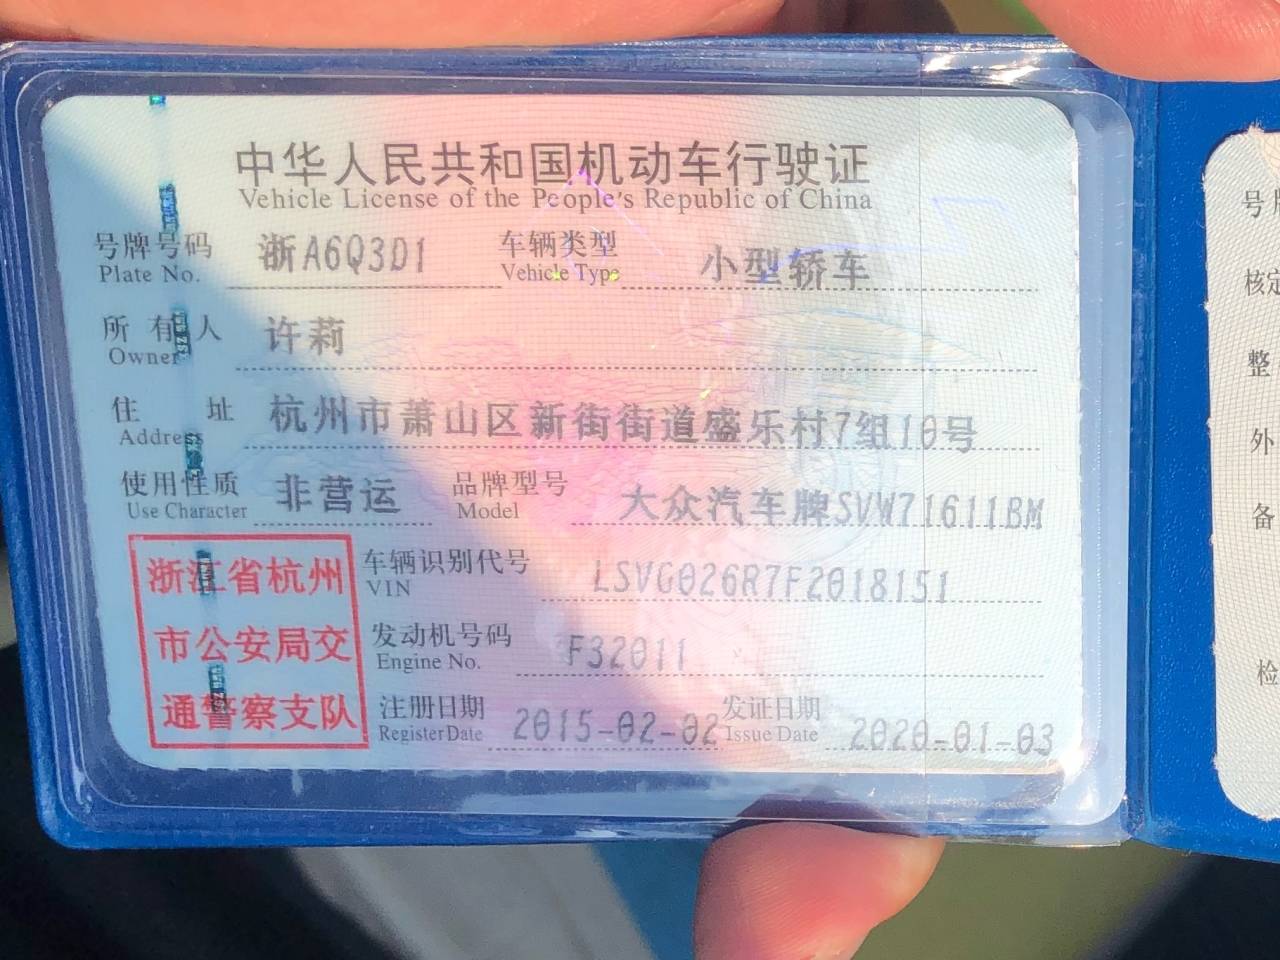 中华人民共和国机动车行驶证
Vehicle License of the People's Republic of China
号牌号码 浙A6Q3D1 车辆类型 小型轿车
Plate No. Vehicle Type
所有人 许莉
Owner
住址 杭州市萧山区新街街道盛乐村7组10号
Address
使用性质 非营运 品牌型号 大众汽车牌SVW71611BM
Use Character Model
浙江省杭州
市公安局交
通警察支队
车辆识别代号 LSVG026R7F2018151
VIN
发动机号码 F32011
Engine No.
注册日期 2015-02-02 发证日期 2020-01-03
Register Date Issue Date
号
核定
整
外
备
检